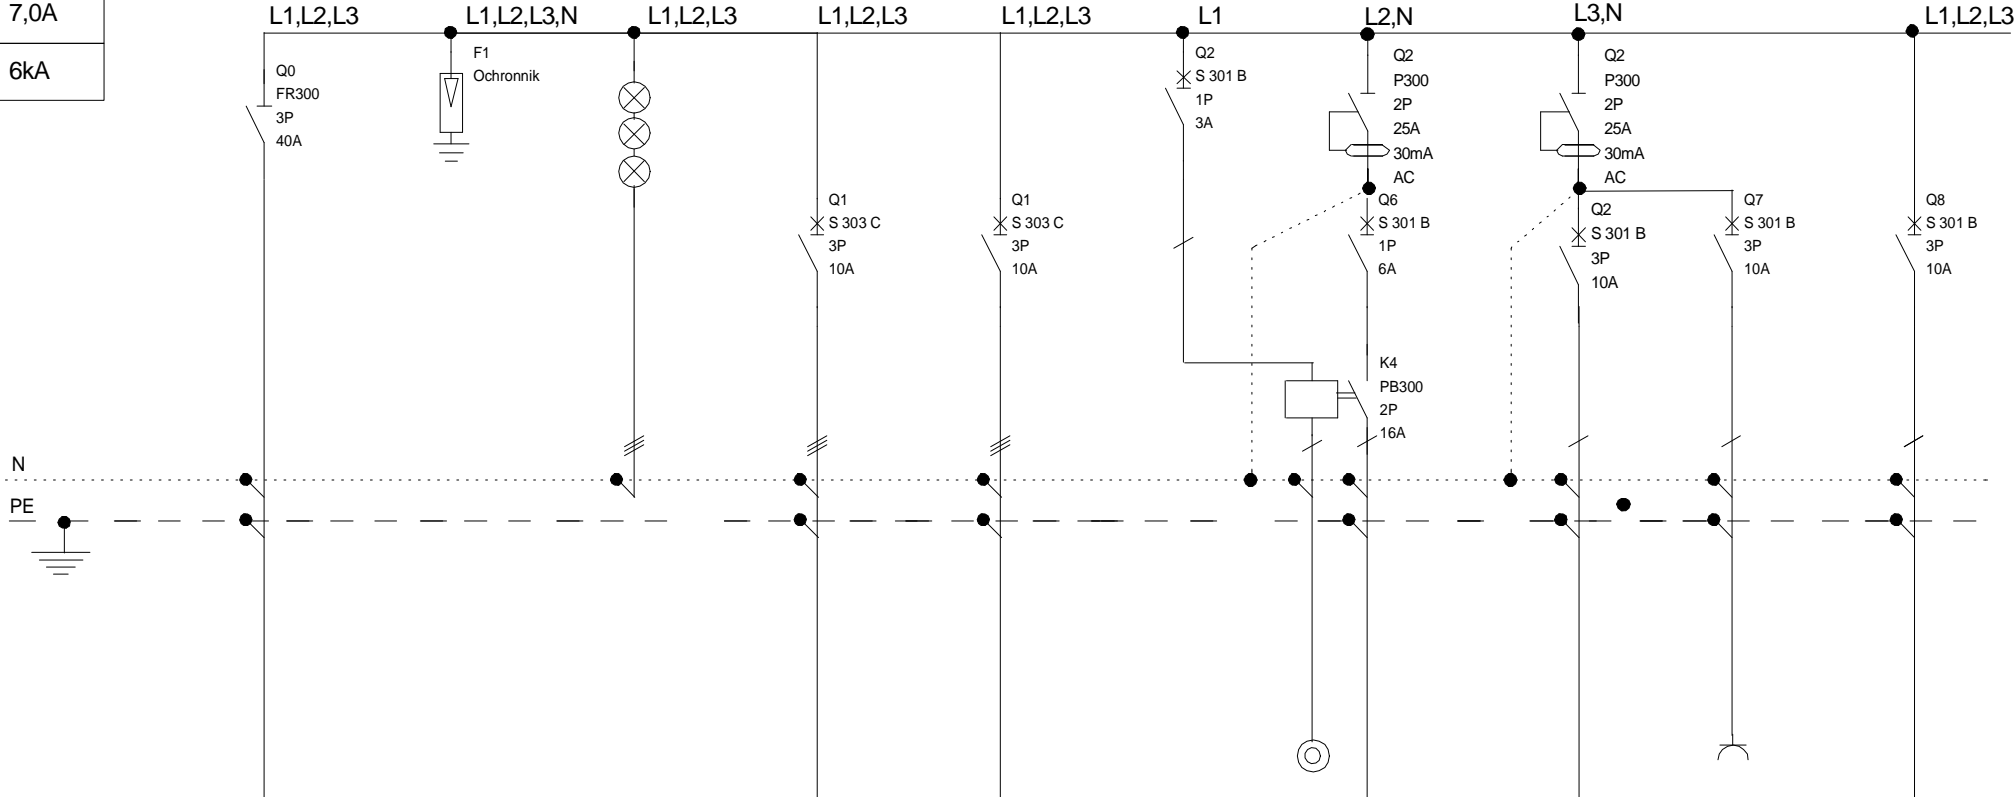 7,0A
6kA
L1,L2,L3
L1,L2,L3,N
L1,L2,L3
L1,L2,L3
L1,L2,L3
L1
L2,N
L3,N
L1,L2,L3
Q0
FR300
3P
40A
F1
Ochronnik
Q1
S 303 C
3P
10A
Q1
S 303 C
3P
10A
Q2
S 301 B
1P
3A
Q2
P300
2P
25A
30mA
AC
Q6
S 301 B
1P
6A
K4
PB300
2P
16A
Q2
P300
2P
25A
30mA
AC
Q2
S 301 B
3P
10A
Q7
S 301 B
3P
10A
Q8
S 301 B
3P
10A
N
PE